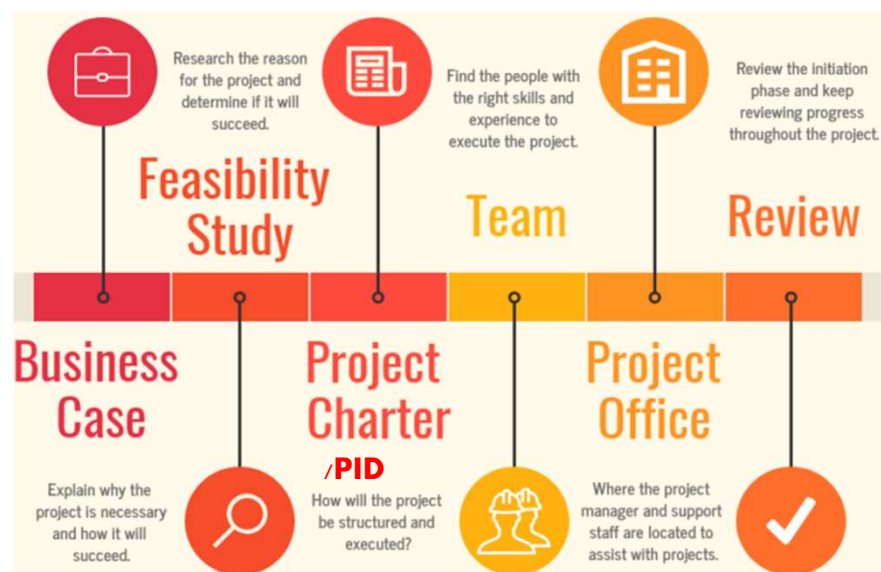 Research the reason
for the project and
determine if it will
succeed.
Feasibility
Study
Find the people with
the right skills and
experience to
execute the project.
Team
Review the initiation
phase and keep
reviewing progress
throughout the project.
Review
Business
Case
Explain why the
project is necessary
and how it will
succeed.
Project
Charter
/PID
How will the project
be structured and
executed?
Project
Office
Where the project
manager and support
staff are located to
assist with projects.